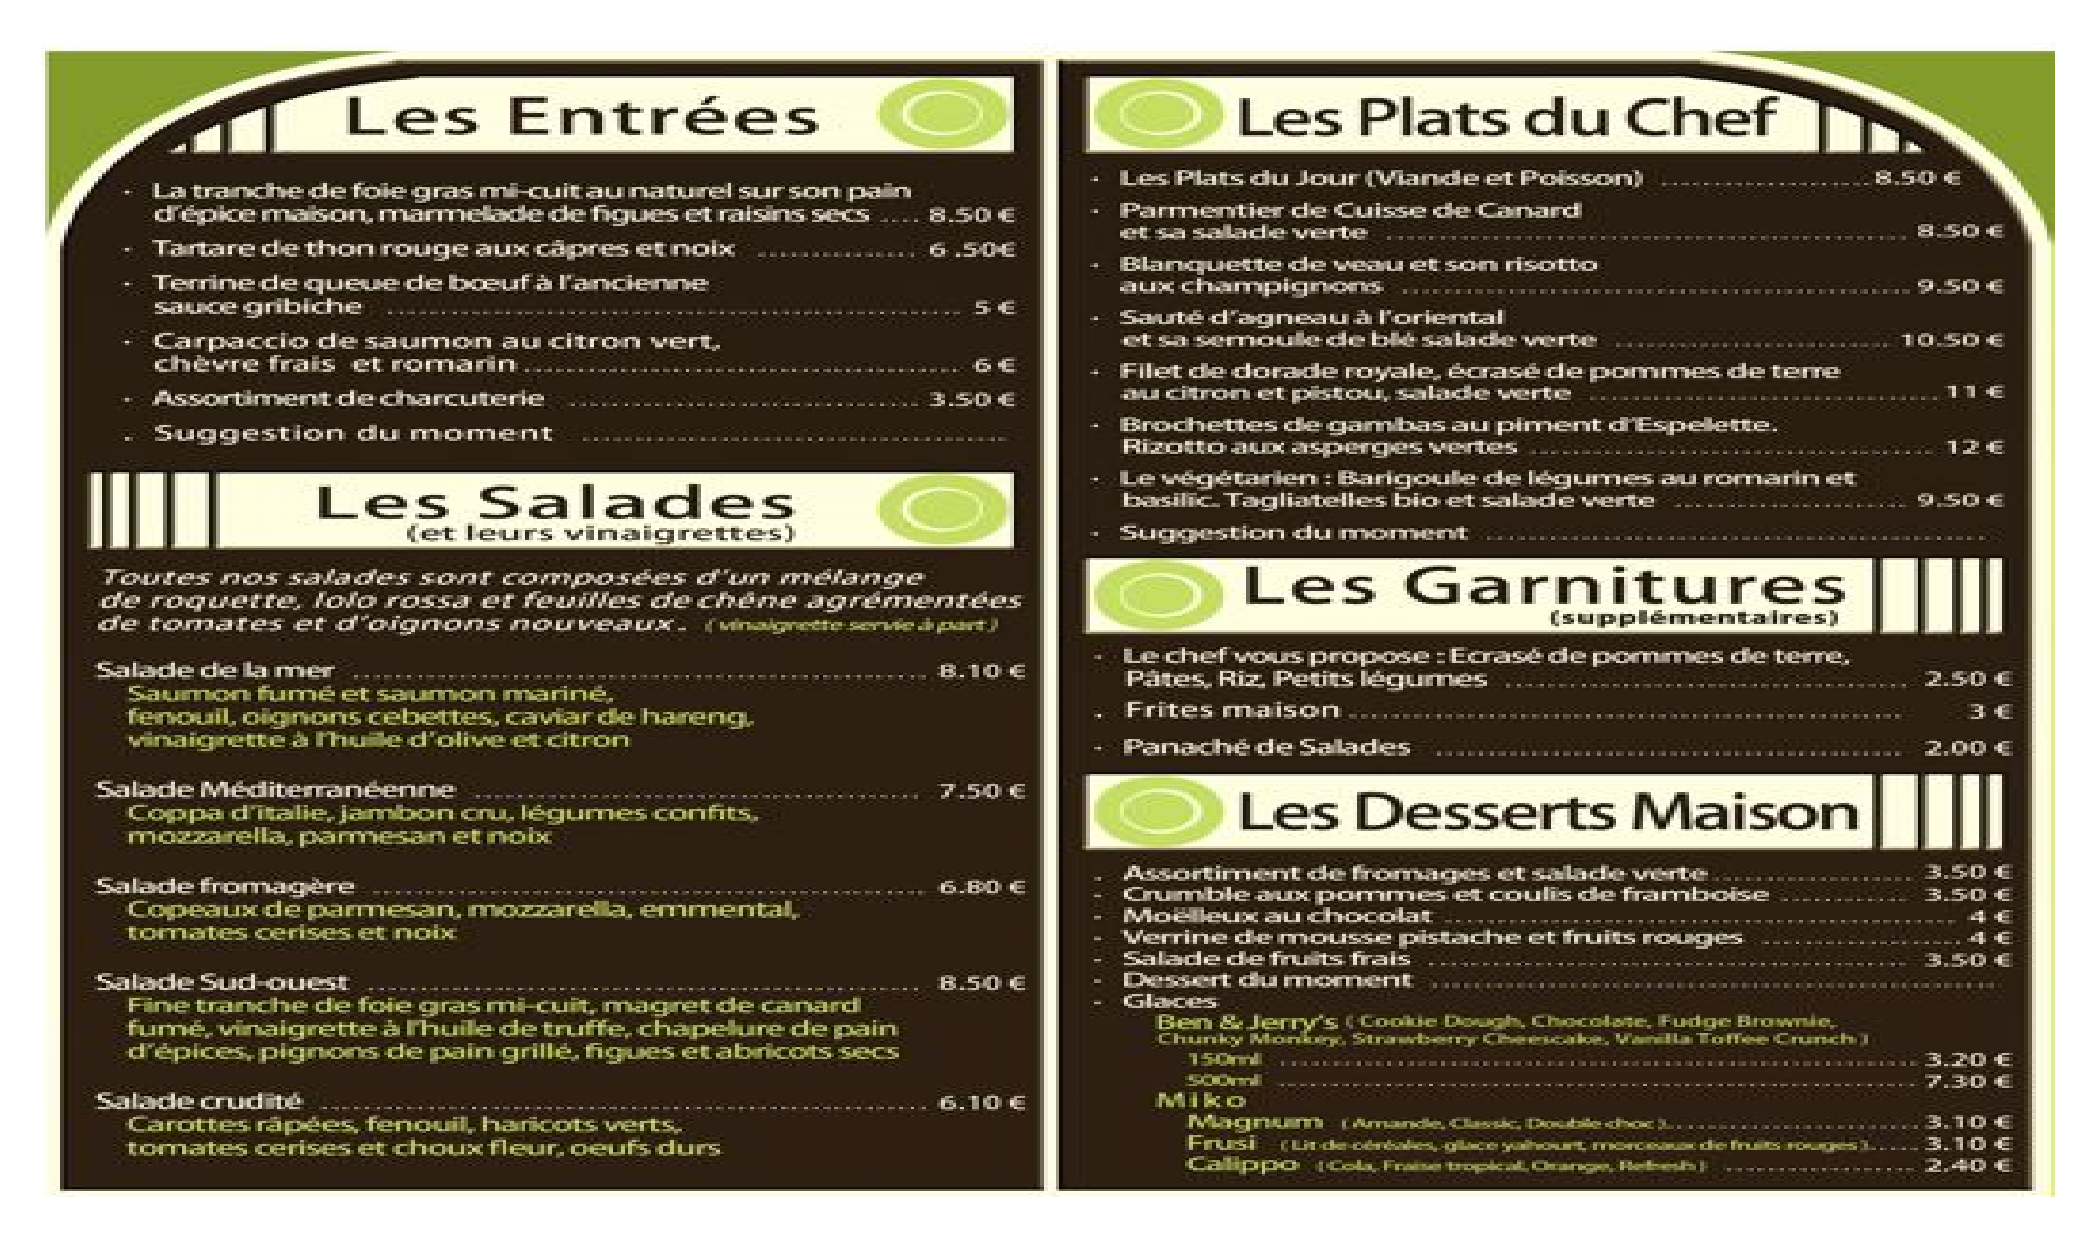 Les Entrées
- La tranche de foie gras mi-cuit au naturel sur son pain
d'épice maison, marmelade de figues et raisins secs .... 8.50 €
- Tartare de thon rouge aux câpres et noix ............... 6 .50€
- Terrine de queue de bœuf à l'ancienne
sauce gribiche ............... 5 €
- Carpaccio de saumon au citron vert,
chèvre frais et romarin ............... 6 €
- Assortiment de charcuterie ............... 3.50 €
. Suggestion du moment ...............
Les Salades
(et leurs vinaigrettes)
Toutes nos salades sont composées d'un mélange
de roquette, lolo rossa et feuilles de chêne agrémentées
de tomates et d'oignons nouveaux. (vinaigrette servie à part)
Salade de la mer ............... 8.10 €
Saumon fumé et saumon mariné,
fenouil, oignons cebettes, caviar de hareng,
vinaigrette à l'huile d'olive et citron
Salade Méditerranéenne ............... 7.50 €
Coppa d'italie, jambon cru, légumes confits,
mozzarella, parmesan et noix
Salade fromagère ............... 6.80 €
Copeaux de parmesan, mozzarella, emmental,
tomates cerises et noix
Salade Sud-ouest ............... 8.50 €
Fine tranche de foie gras mi-cuit, magret de canard
fumé, vinaigrette à l'huile de truffe, chapelure de pain
d'épices, pignons de pain grillé, figues et abricots secs
Salade crudité ............... 6.10 €
Carottes râpées, fenouil, haricots verts,
tomates cerises et choux fleur, oeufs durs
Les Plats du Chef
- Les Plats du Jour (Viande et Poisson) ............... 8.50 €
- Parmentier de Cuisse de Canard
et sa salade verte ............... 8.50 €
- Blanquette de veau et son risotto
aux champignons ............... 9.50 €
- Sauté d'agneau à l'oriental
et sa semoule de blé salade verte ............... 10.50 €
- Filet de dorade royale, écrasé de pommes de terre
au citron et pistou, salade verte ............... 11 €
- Brochettes de gambas au piment d'Espelette.
Rizotto aux asperges vertes ............... 12 €
- Le végétarien : Barigoule de légumes au romarin et
basilic. Tagliatelles bio et salade verte ............... 9.50 €
- Suggestion du moment ...............
Les Garnitures
(supplémentaires)
- Le chef vous propose : Ecrasé de pommes de terre,
Pâtes, Riz, Petits légumes ............... 2.50 €
. Frites maison ............... 3 €
- Panaché de Salades ............... 2.00 €
Les Desserts Maison
. Assortiment de fromages et salade verte ............... 3.50 €
- Crumble aux pommes et coulis de framboise ............... 3.50 €
- Moëlleux au chocolat ............... 4 €
- Verrine de mousse pistache et fruits rouges ............... 4 €
- Salade de fruits frais ............... 3.50 €
- Dessert du moment ...............
- Glaces
Ben & Jerry's (Cookie Dough, Chocolate, Fudge Brownie,
Chunky Monkey, Strawberry Cheescake, Vanilla Toffee Crunch)
150ml ............... 3.20 €
500ml ............... 7.30 €
Miko
Magnum (Amande, Classic, Double choc) ............... 3.10 €
Frusi (Lit de céréales, glace yahourt, morceaux de fruits rouges) ..... 3.10 €
Calippo (Cola, Fraise tropical, Orange, Refresh) ............... 2.40 €